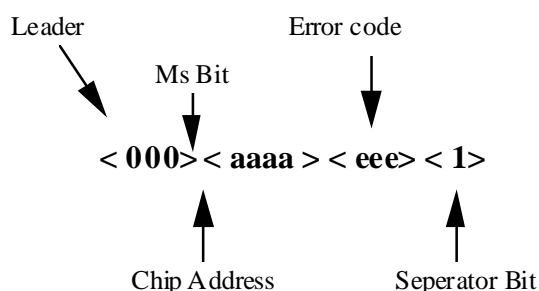 Leader
Error code
Ms Bit
< 000>< aaaa >< eee>< 1>
Chip Address
Seperator Bit